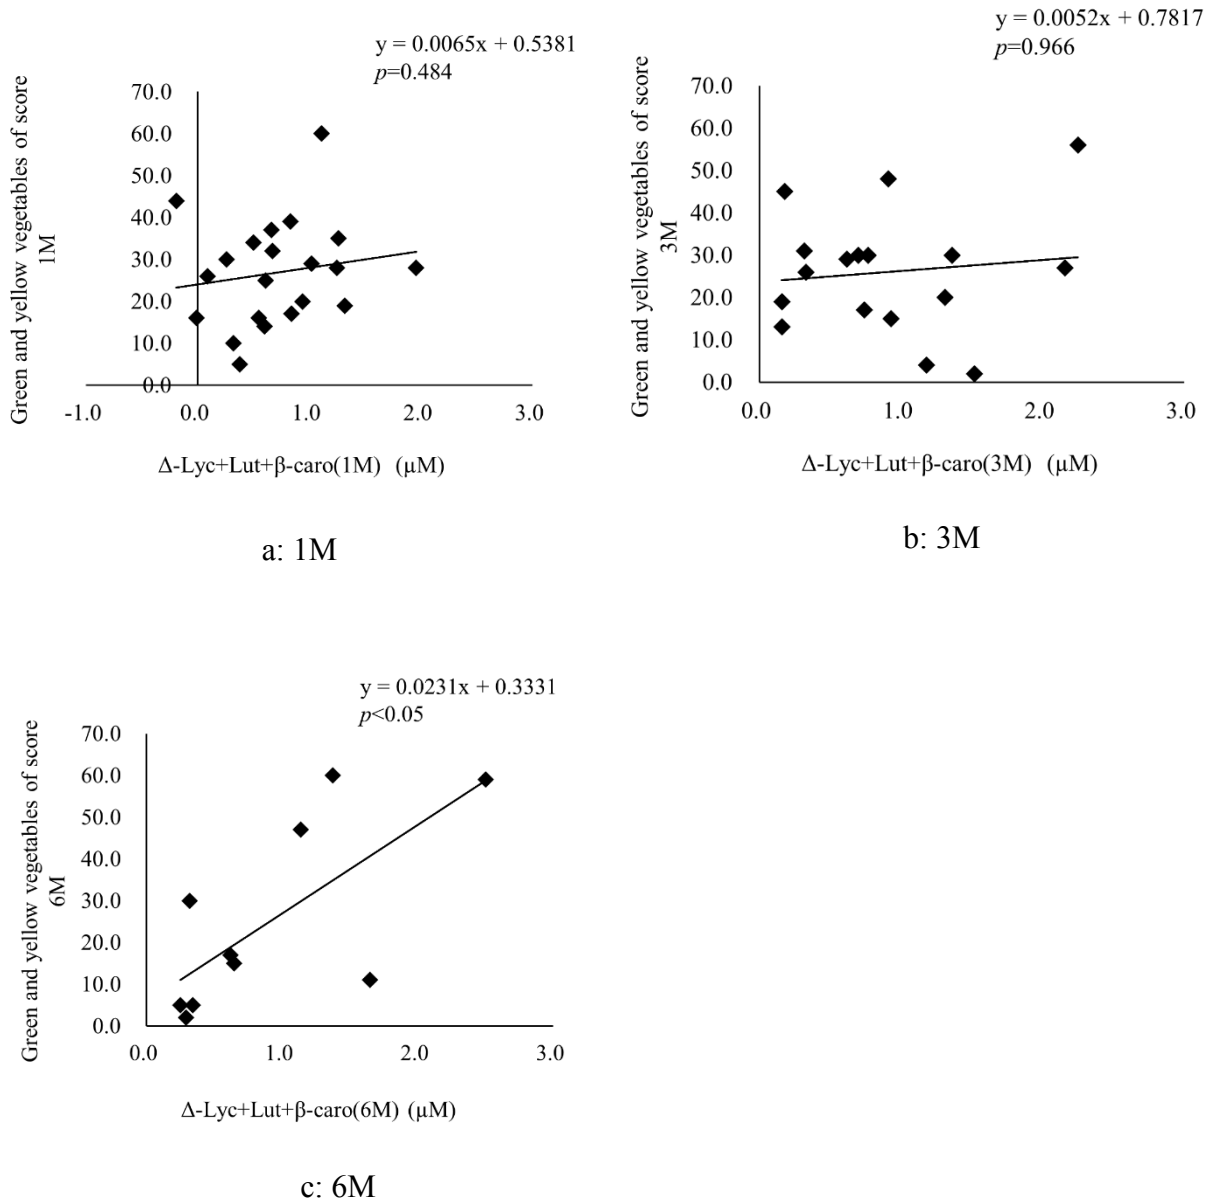 y = 0.0065x + 0.5381
p=0.484
Green and yellow vegetables of score
1M
70.0
60.0
50.0
40.0
30.0
20.0
10.0
0.0
-1.0 0.0 1.0 2.0 3.0
Δ-Lyc+Lut+β-caro(1M) (µM)
a: 1M
y = 0.0052x + 0.7817
p=0.966
Green and yellow vegetables of score
3M
70.0
60.0
50.0
40.0
30.0
20.0
10.0
0.0
0.0 1.0 2.0 3.0
Δ-Lyc+Lut+β-caro(3M) (µM)
b: 3M
y = 0.0231x + 0.3331
p<0.05
Green and yellow vegetables of score
6M
70.0
60.0
50.0
40.0
30.0
20.0
10.0
0.0
0.0 1.0 2.0 3.0
Δ-Lyc+Lut+β-caro(6M) (µM)
c: 6M